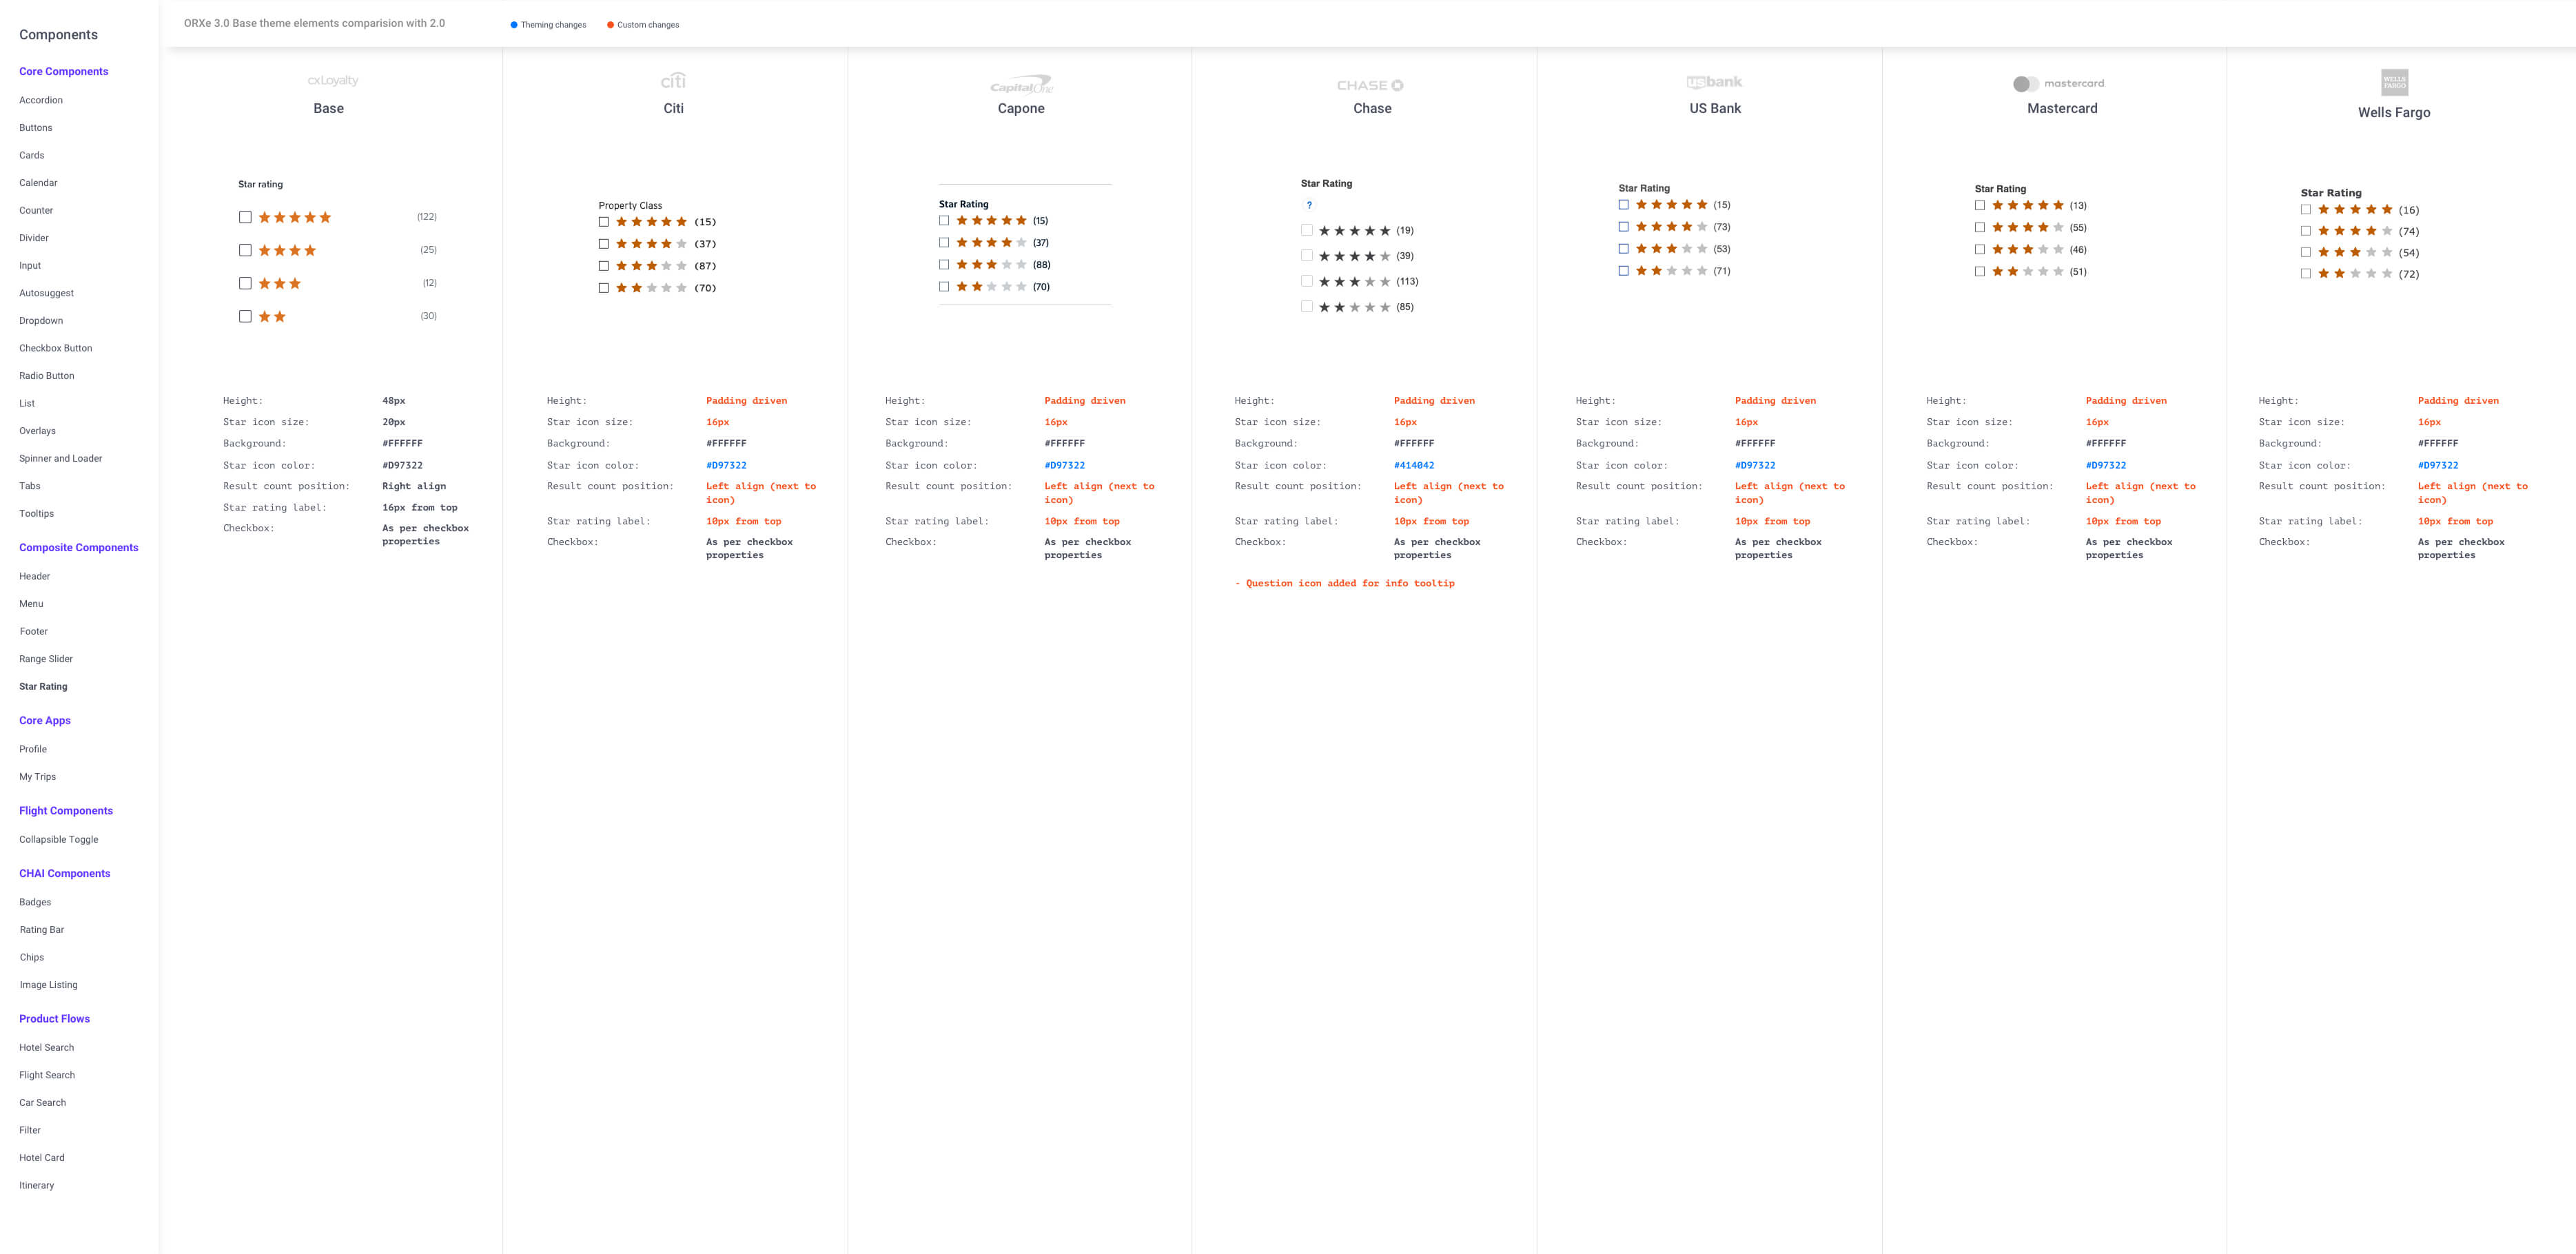 ORXe 3.0 Base theme elements comparision with 2.0
Theming changes
Custom changes
Components
Core Components
Accordion
Buttons
Cards
Calendar
Counter
Divider
Input
Autosuggest
Dropdown
Checkbox Button
Radio Button
List
Overlays
Spinner and Loader
Tabs
Tooltips
Composite Components
Header
Menu
Footer
Range Slider
Star Rating
Core Apps
Profile
My Trips
Flight Components
Collapsible Toggle
CHAI Components
Badges
Rating Bar
Chips
Image Listing
Product Flows
Hotel Search
Flight Search
Car Search
Filter
Hotel Card
Itinerary
cxLoyalty
Base
Star rating
(122)
(25)
(12)
(30)
Height: 48px
Star icon size: 20px
Background: #FFFFFF
Star icon color: #D97322
Result count position: Right align
Star rating label: 16px from top
Checkbox: As per checkbox
properties
citi
Citi
Property Class
(15)
(37)
(87)
(70)
Height: Padding driven
Star icon size: 16px
Background: #FFFFFF
Star icon color: #D97322
Result count position: Left align (next to
icon)
Star rating label: 10px from top
Checkbox: As per checkbox
properties
Capital One
Capone
Star Rating
(15)
(37)
(88)
(70)
Height: Padding driven
Star icon size: 16px
Background: #FFFFFF
Star icon color: #D97322
Result count position: Left align (next to
icon)
Star rating label: 10px from top
Checkbox: As per checkbox
properties
CHASE
Chase
Star Rating
?
(19)
(39)
(113)
(85)
Height: Padding driven
Star icon size: 16px
Background: #FFFFFF
Star icon color: #414042
Result count position: Left align (next to
icon)
Star rating label: 10px from top
Checkbox: As per checkbox
properties
- Question icon added for info tooltip
usbank
US Bank
Star Rating
(15)
(73)
(53)
(71)
Height: Padding driven
Star icon size: 16px
Background: #FFFFFF
Star icon color: #D97322
Result count position: Left align (next to
icon)
Star rating label: 10px from top
Checkbox: As per checkbox
properties
mastercard
Mastercard
Star Rating
(13)
(55)
(46)
(51)
Height: Padding driven
Star icon size: 16px
Background: #FFFFFF
Star icon color: #D97322
Result count position: Left align (next to
icon)
Star rating label: 10px from top
Checkbox: As per checkbox
properties
WELLS
FARGO
Wells Fargo
Star Rating
(16)
(74)
(54)
(72)
Height: Padding driven
Star icon size: 16px
Background: #FFFFFF
Star icon color: #D97322
Result count position: Left align (next to
icon)
Star rating label: 10px from top
Checkbox: As per checkbox
properties